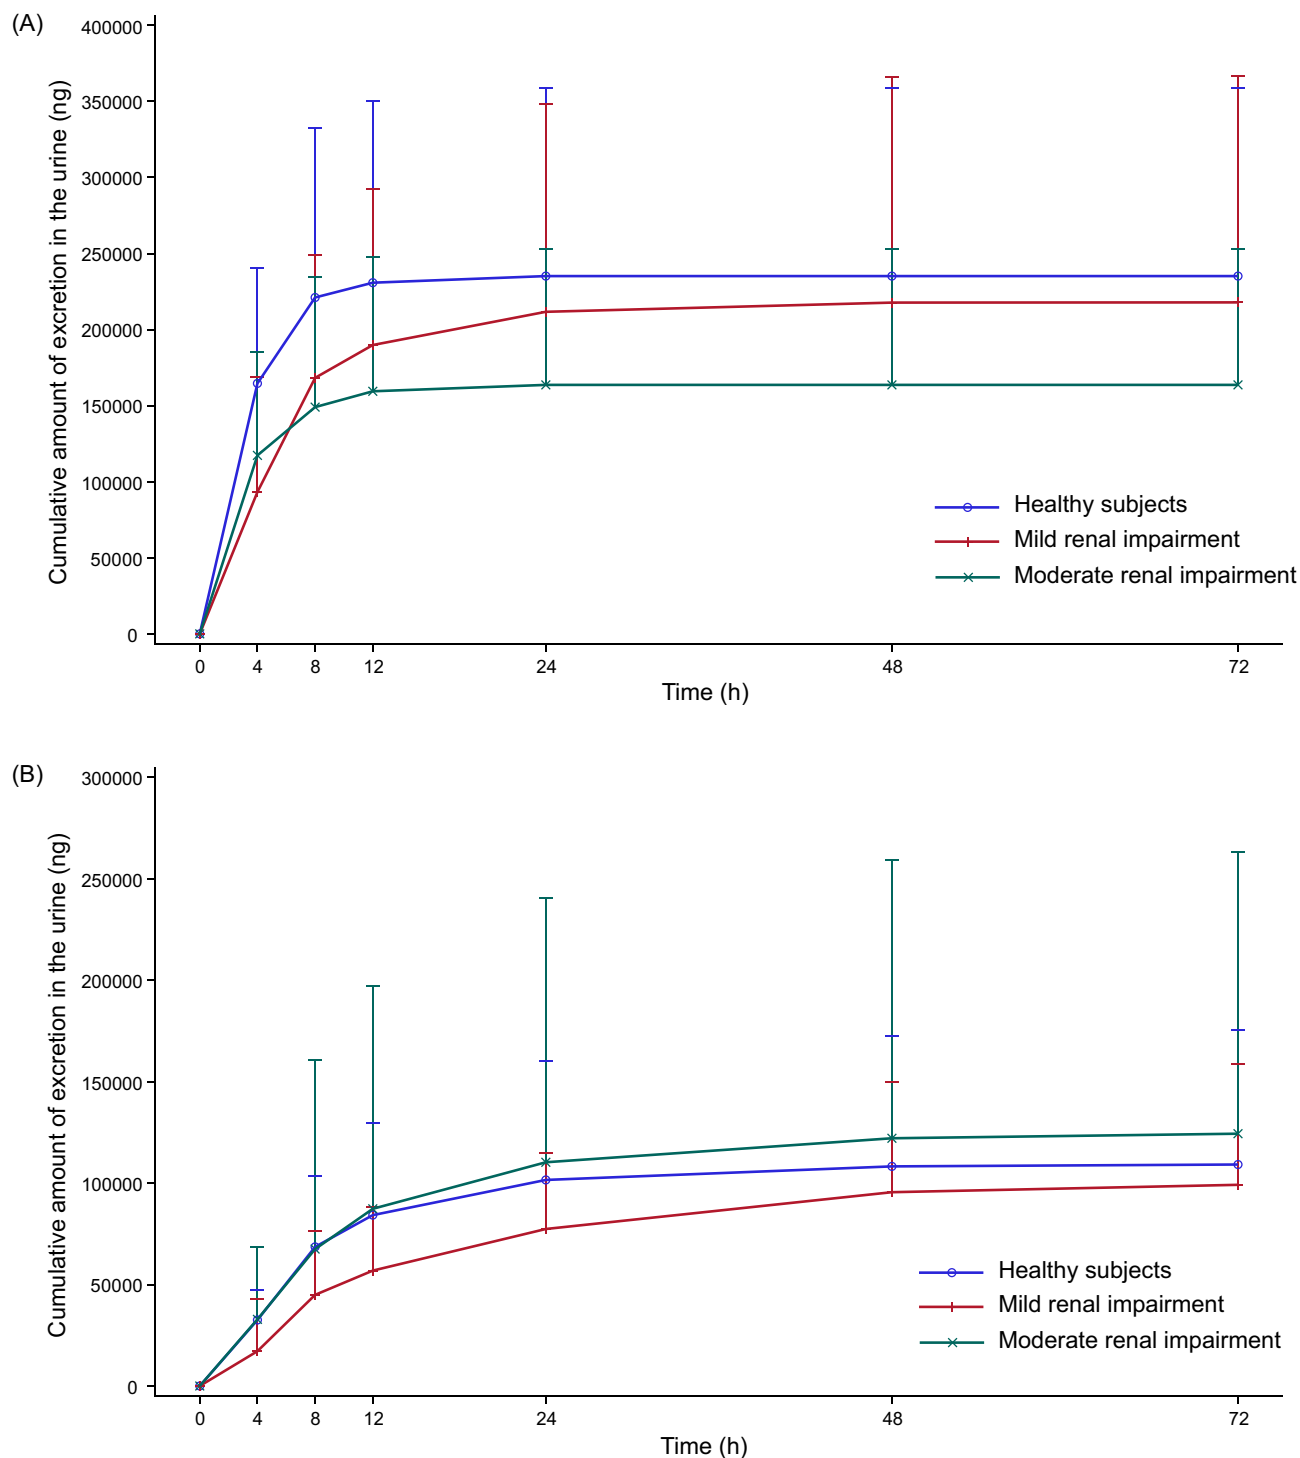 (A)
Cumulative amount of excretion in the urine (ng)
400000
350000
300000
250000
200000
150000
100000
50000
0
Healthy subjects
Mild renal impairment
Moderate renal impairment
0 4 8 12 24 48 72
Time (h)
(B)
Cumulative amount of excretion in the urine (ng)
300000
250000
200000
150000
100000
50000
0
Healthy subjects
Mild renal impairment
Moderate renal impairment
0 4 8 12 24 48 72
Time (h)